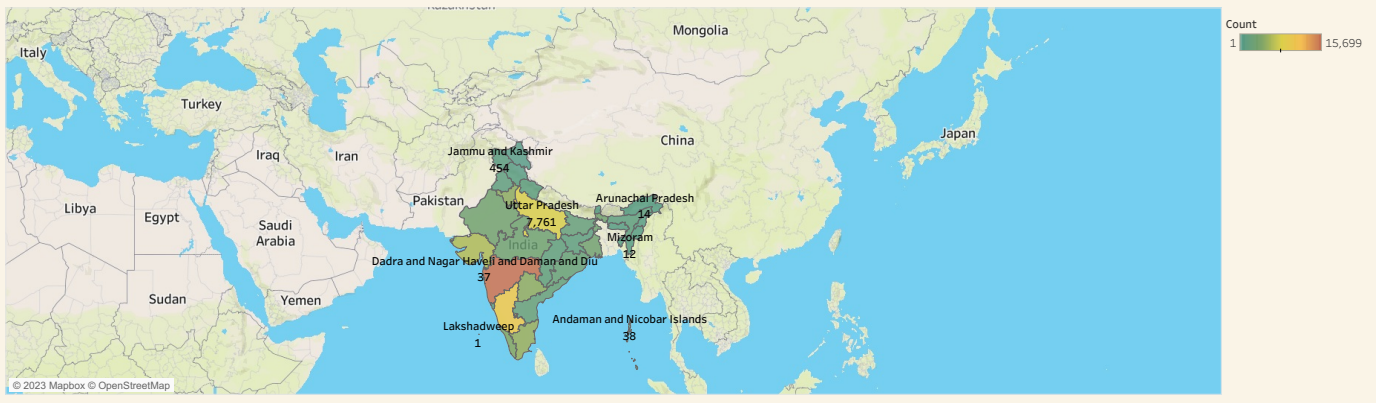 Kazakhstan
Mongolia
Italy
Turkey
China
Japan
Iraq
Iran
Jammu and Kashmir
454
Pakistan
Libya
Egypt
Saudi
Arabia
Uttar Pradesh
7,761
Arunachal Pradesh
14
Mizoram
12
India
Dadra and Nagar Haveli and Daman and Diu
37
Sudan
Yemen
Lakshadweep
1
Andaman and Nicobar Islands
38
© 2023 Mapbox © OpenStreetMap
Count
1
15,699